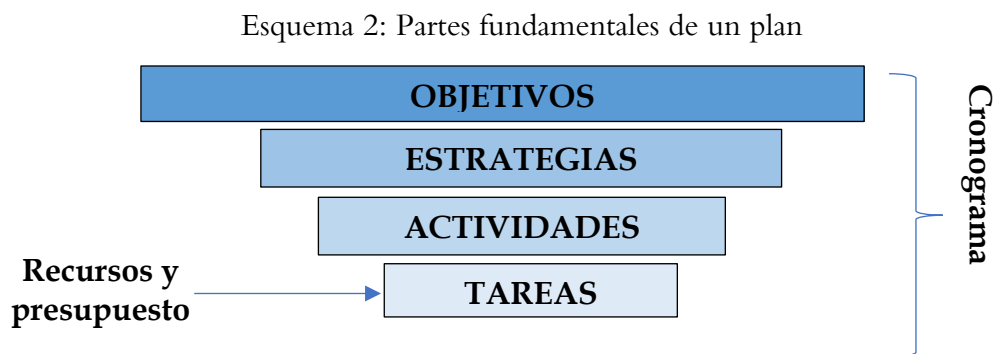 Esquema 2: Partes fundamentales de un plan
OBJETIVOS
ESTRATEGIAS
ACTIVIDADES
TAREAS
Recursos y
presupuesto
Cronograma